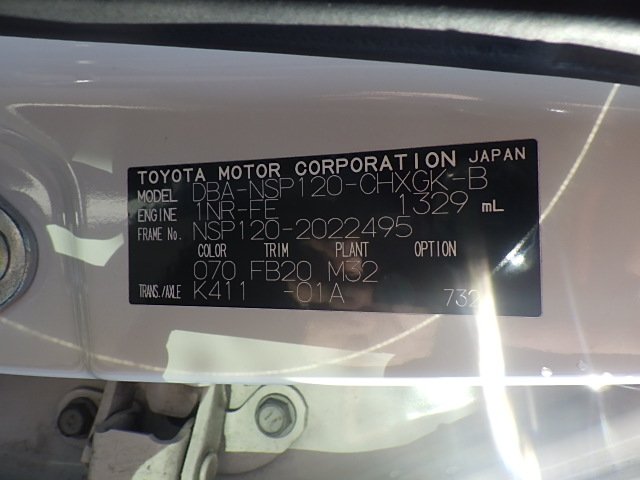 TOYOTA MOTOR CORPORATION JAPAN
MODEL DBA-NSP120-CHXGK-B
ENGINE 1NR-FE 1329 mL
FRAME No. NSP120-2022495
COLOR TRIM PLANT OPTION
070 FB20 M32
TRANS./AXLE K411 -01A 732